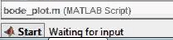 bode_plot.m (MATLAB Script)
Start Waiting for input